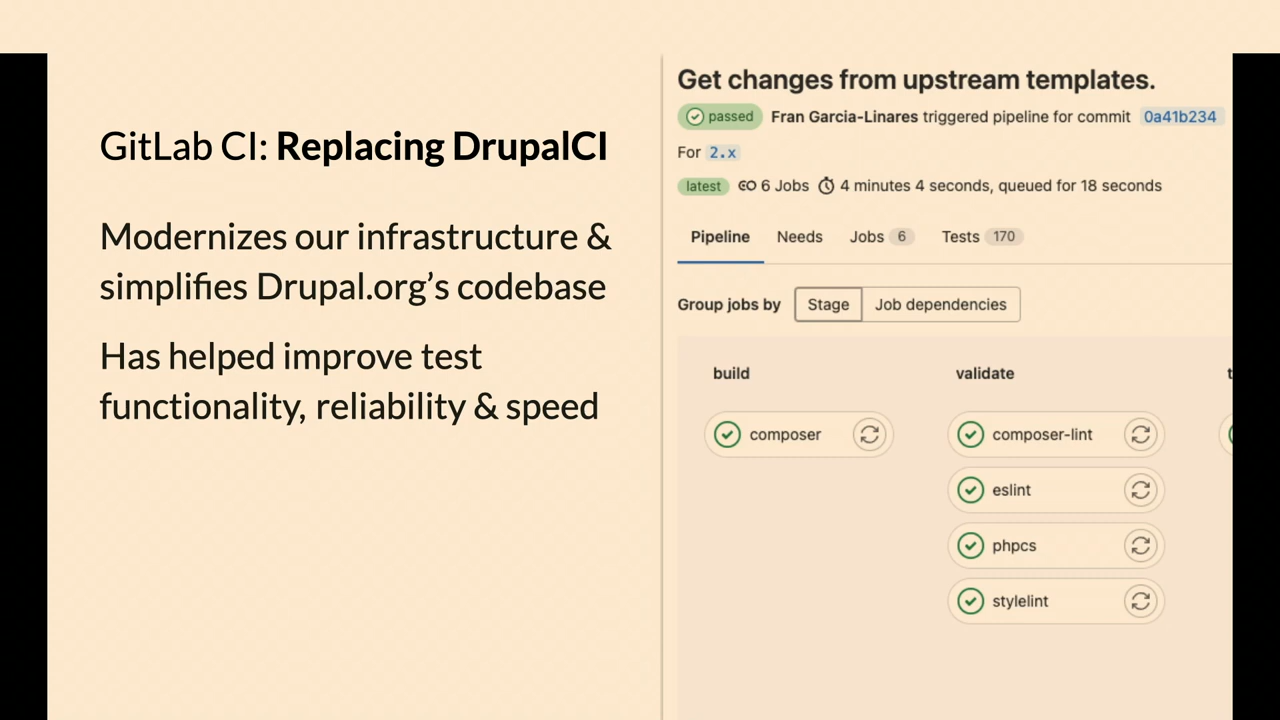 GitLab CI: Replacing DrupalCI
Modernizes our infrastructure &
simplifies Drupal.org’s codebase
Has helped improve test
functionality, reliability & speed
Get changes from upstream templates.
passed Fran Garcia-Linares triggered pipeline for commit 0a41b234
For 2.x
latest 6 Jobs 4 minutes 4 seconds, queued for 18 seconds
Pipeline Needs Jobs 6 Tests 170
Group jobs by Stage Job dependencies
build validate t
composer composer-lint
eslint
phpcs
stylelint